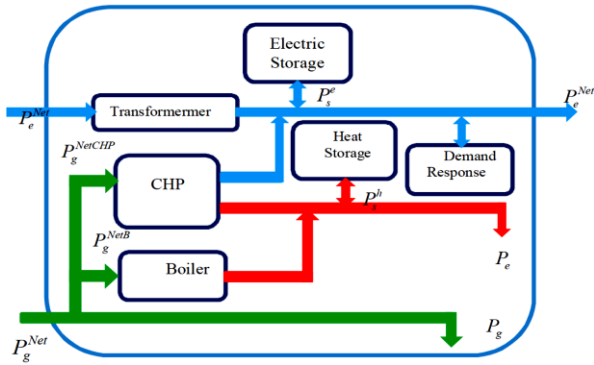 Electric
Storage
P_s^e
P_e^Net
Transformermer
P_e^Net
P_g^NetCHP
Heat
Storage
Demand
Response
CHP
P_s^h
P_g^NetB
Boiler
P_e
P_g^Net
P_g